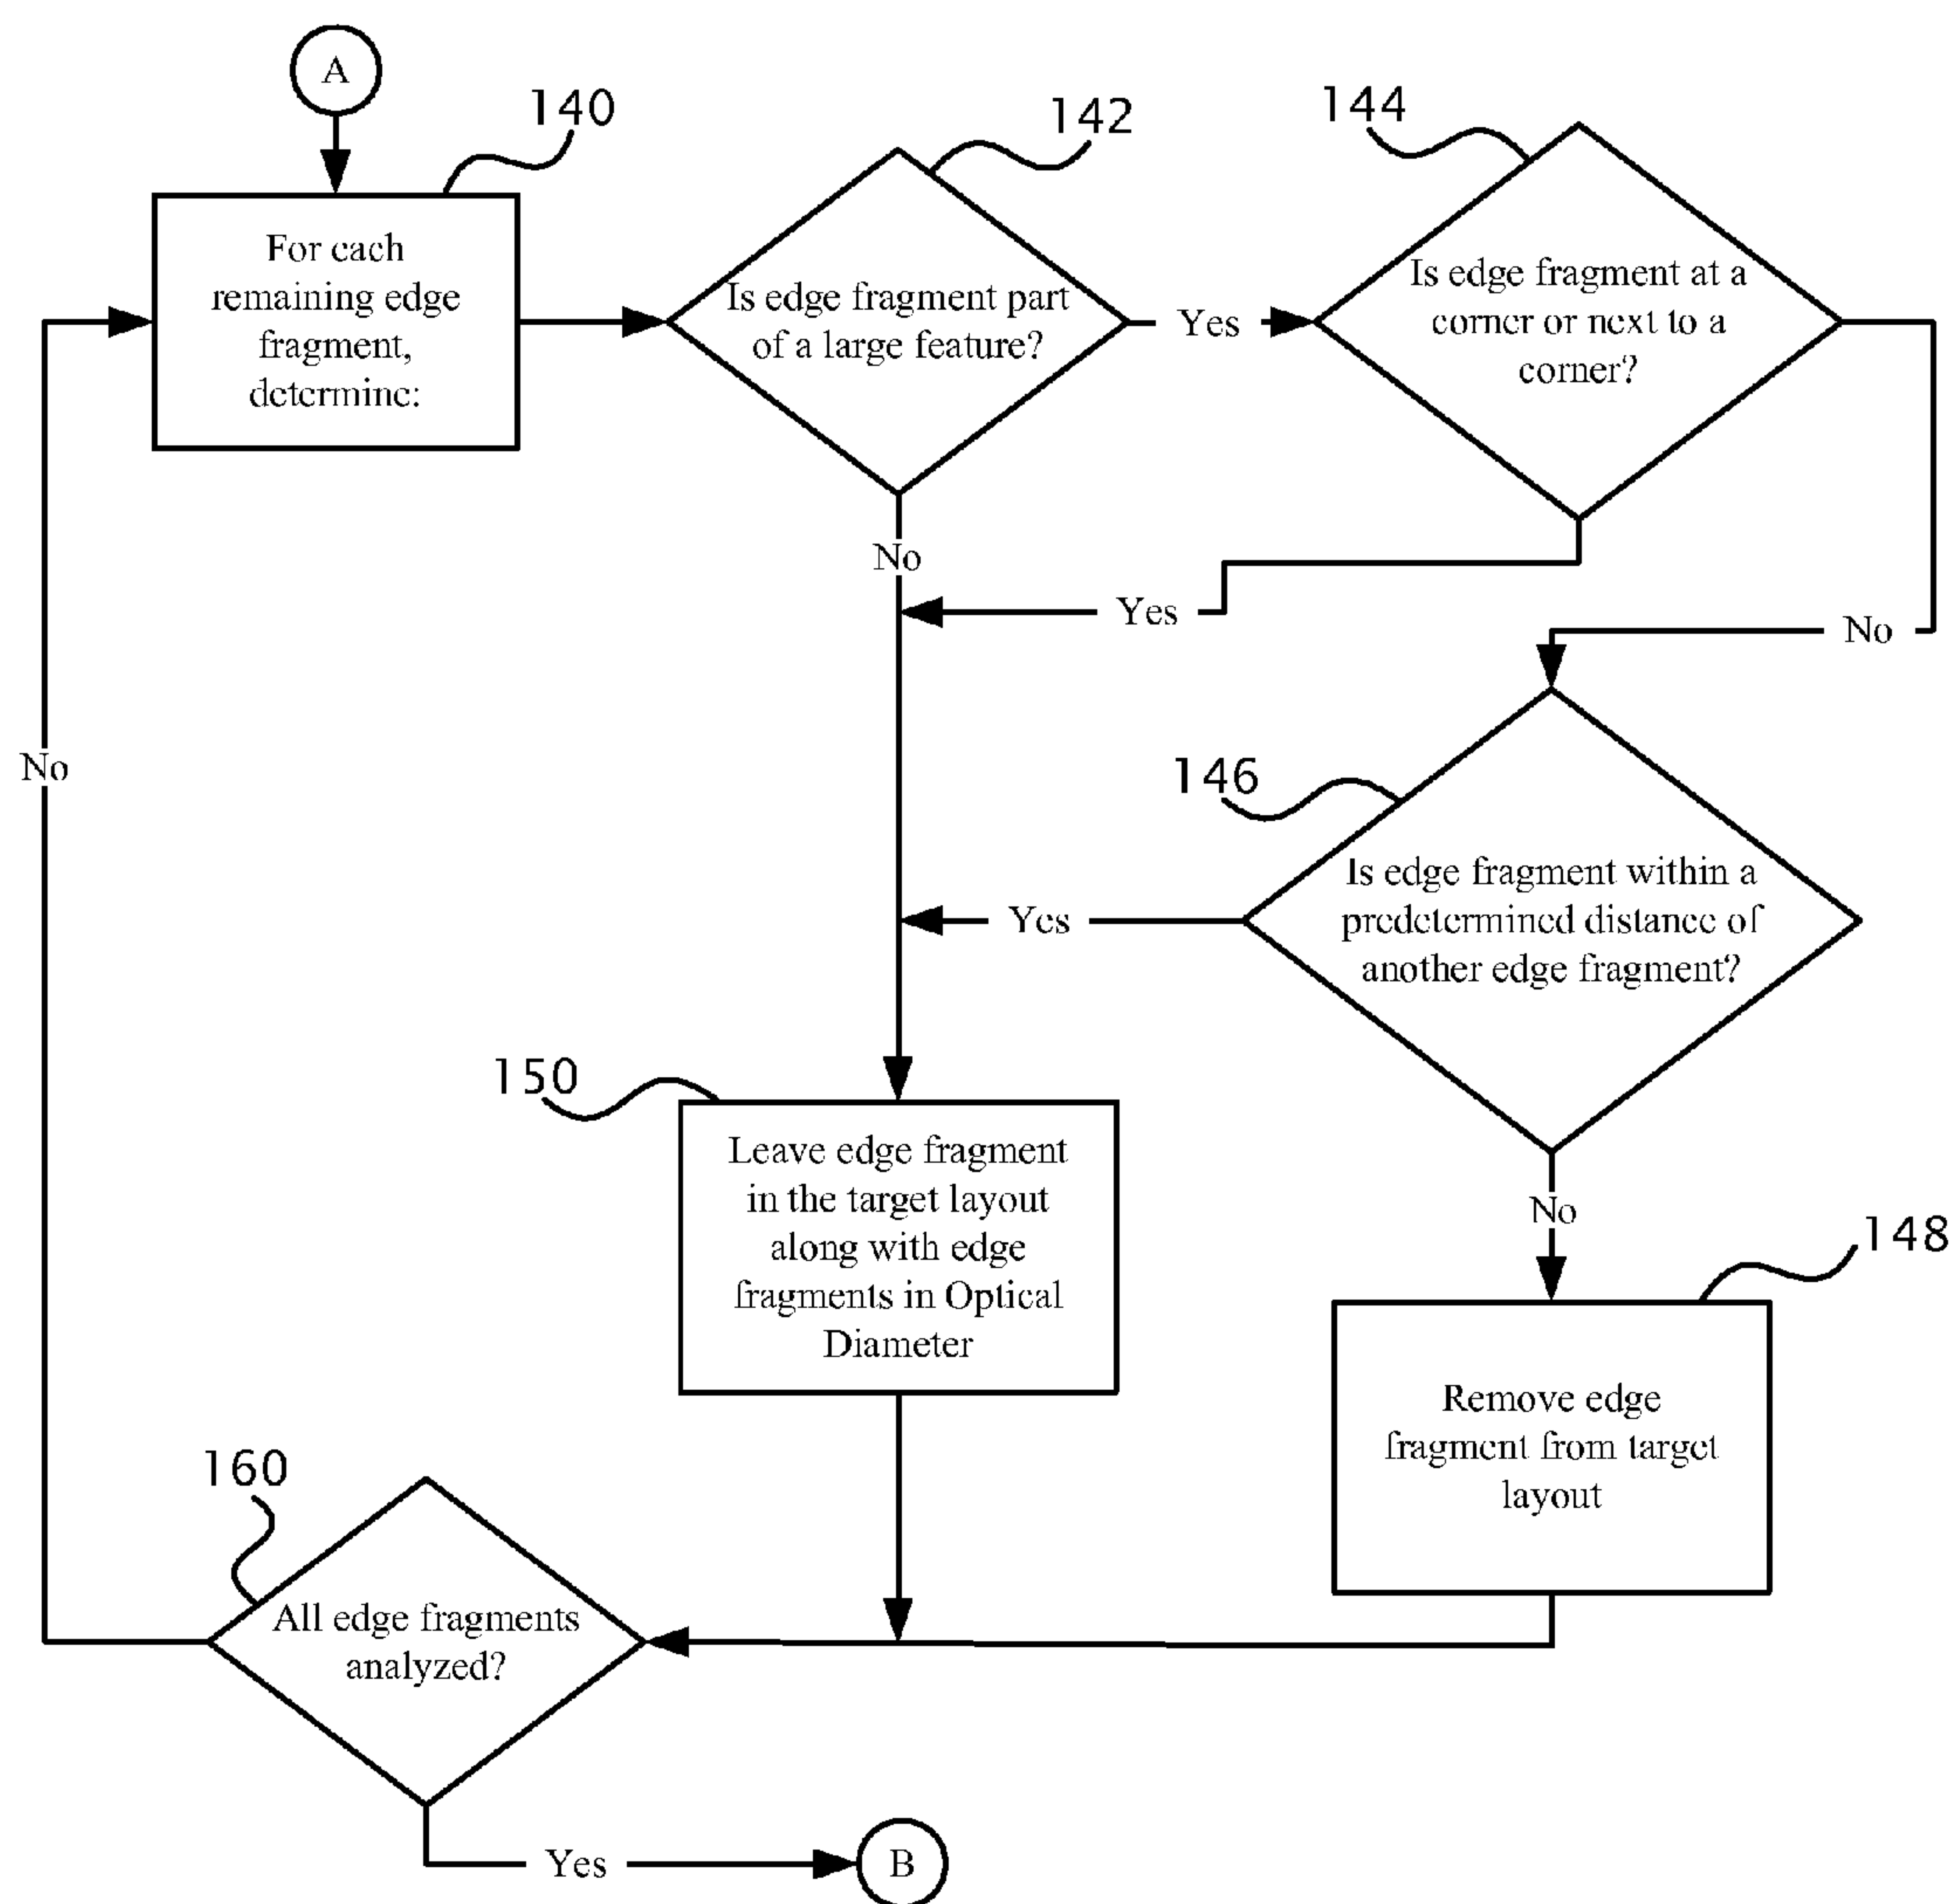 A
140
For each
remaining edge
fragment,
determine:
142
Is edge fragment part
of a large feature?
Yes
144
Is edge fragment at a
corner or next to a
corner?
No
Yes
No
No
146
Is edge fragment within a
predetermined distance of
another edge fragment?
Yes
No
150
Leave edge fragment
in the target layout
along with edge
fragments in Optical
Diameter
148
Remove edge
fragment from target
layout
160
All edge fragments
analyzed?
Yes
B